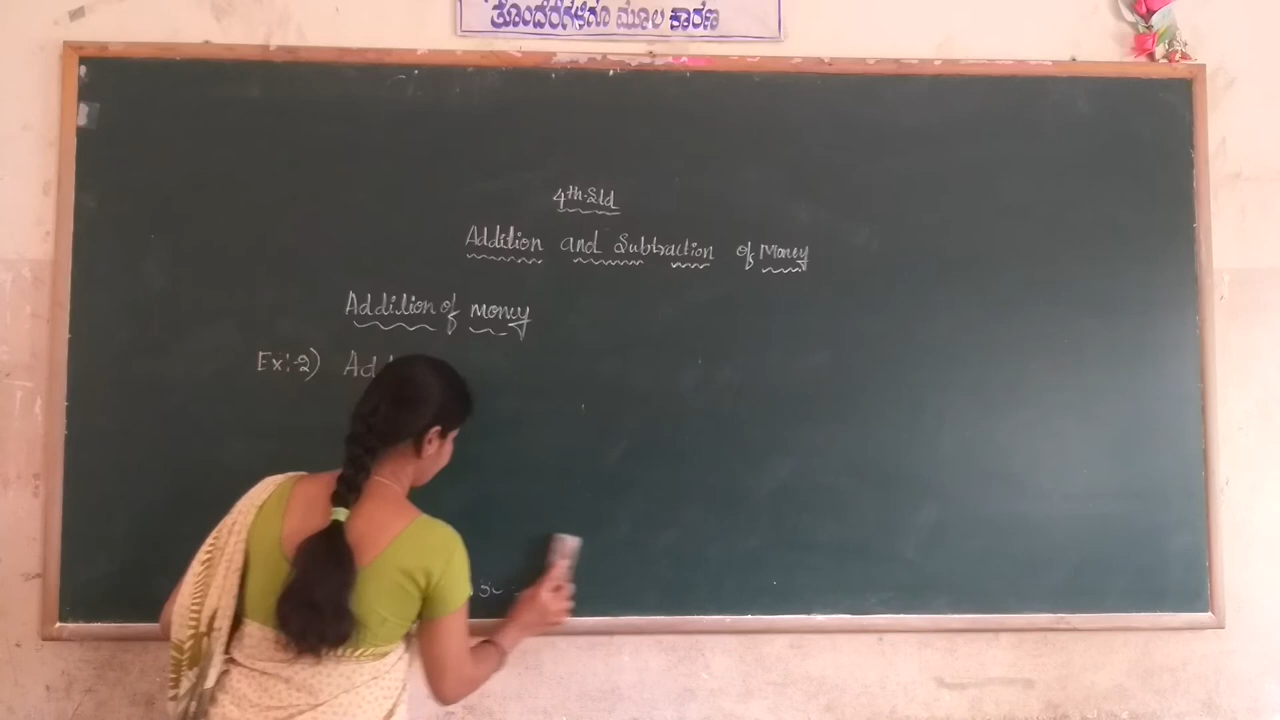 ತೊಂದರೆಗಳಿಗೂ ಮೂಲ ಕಾರಣ
4th Std
Addition and Subtraction of Money
Addition of money
Ex:-2) Ad